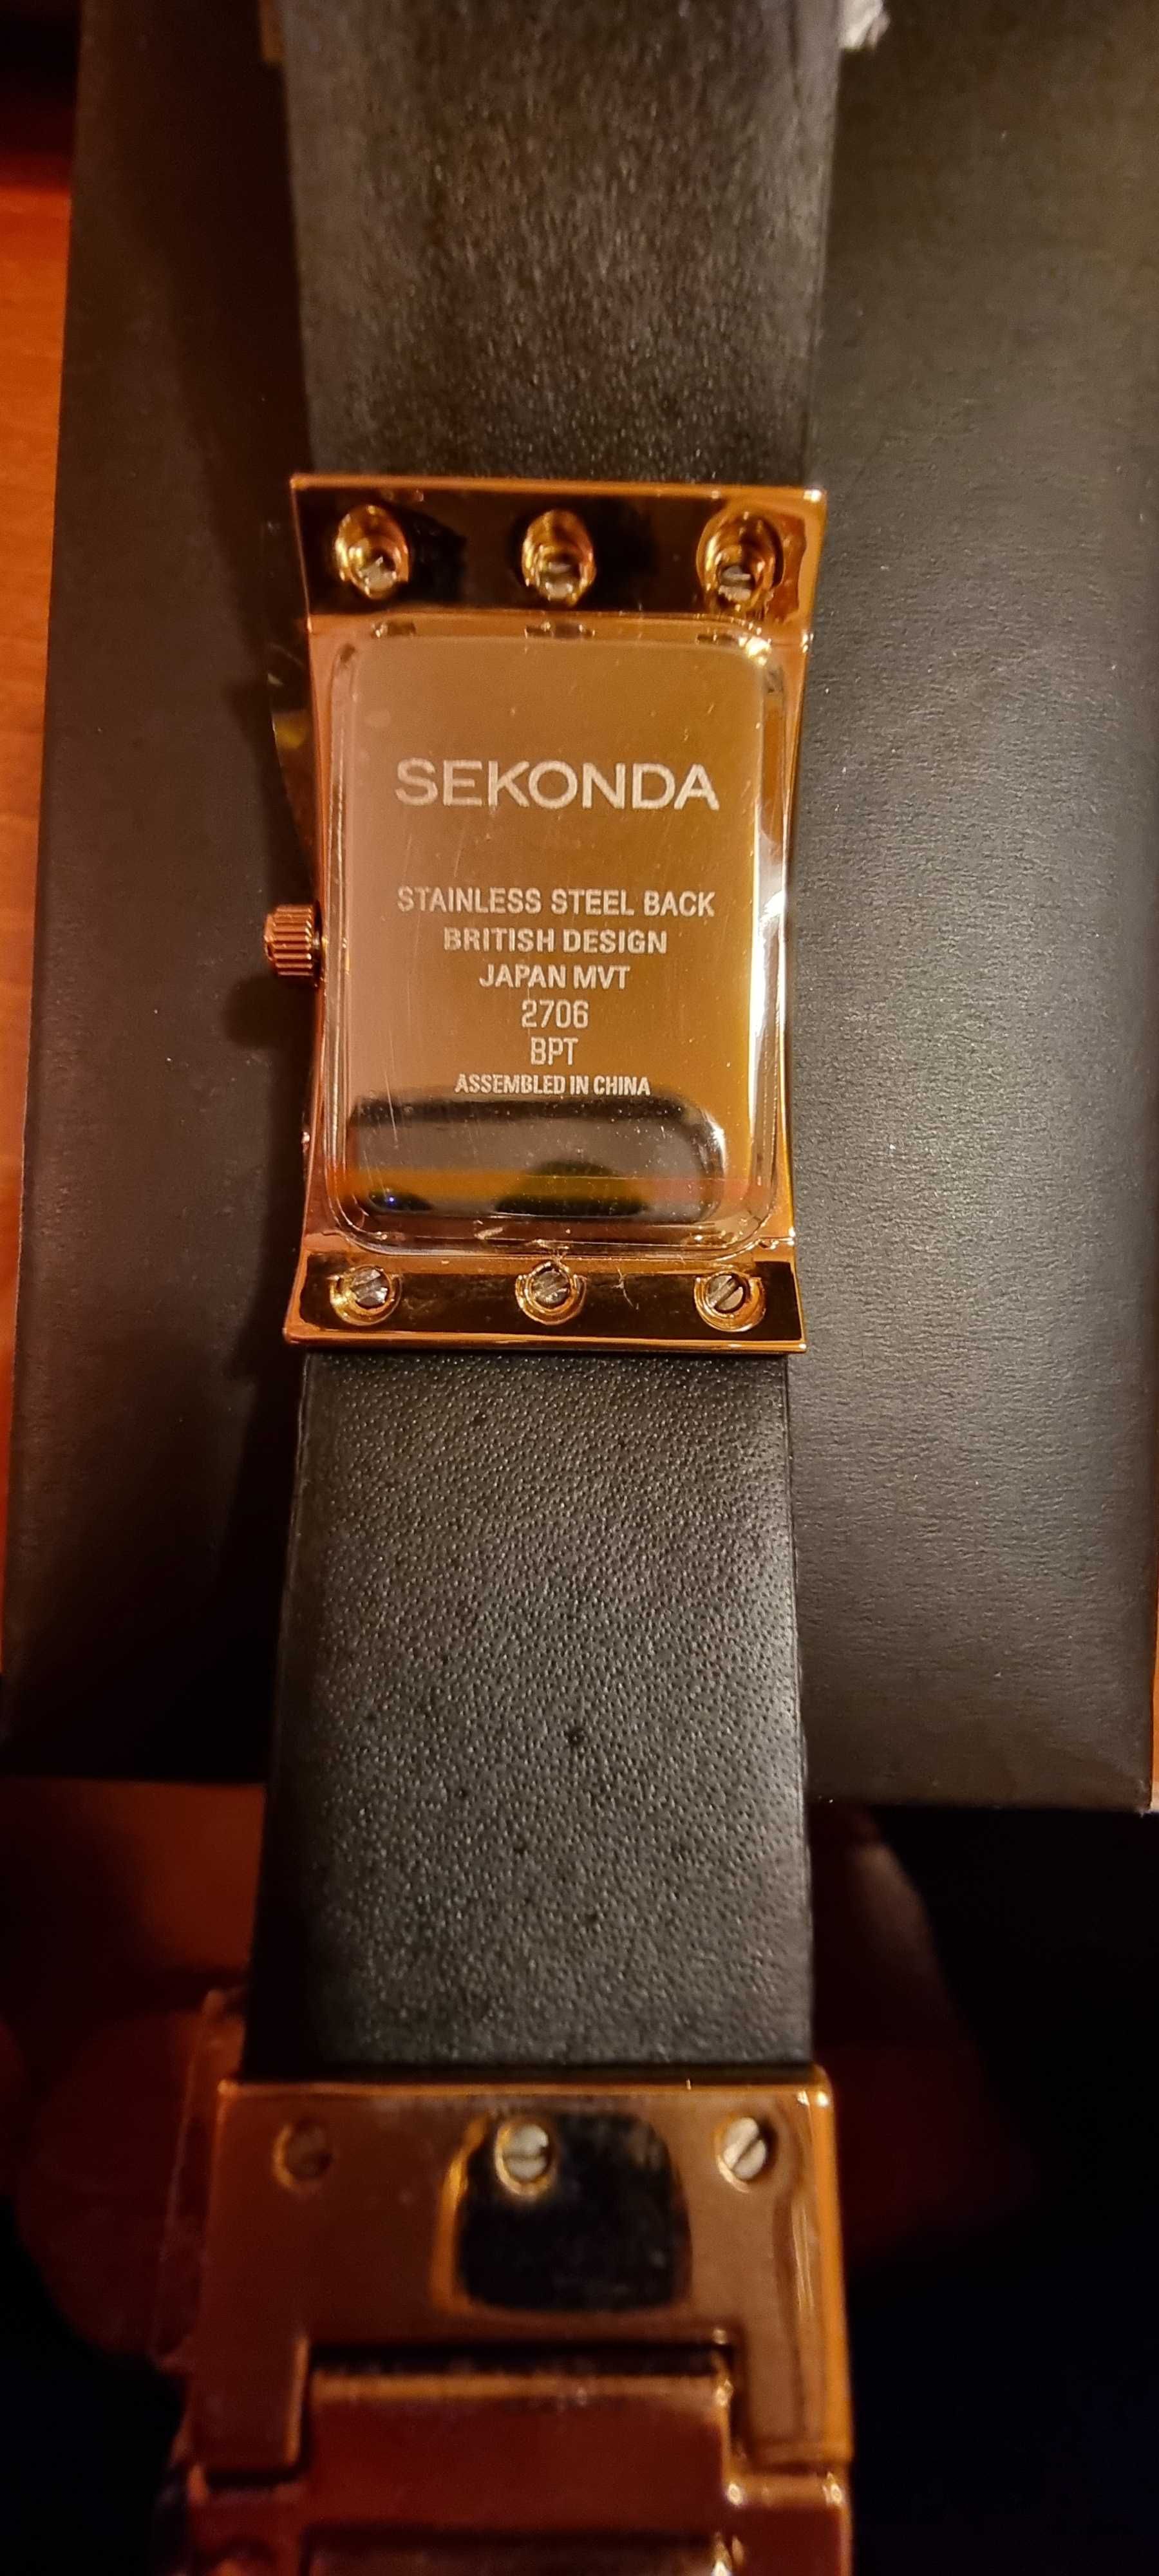 SEKONDA
STAINLESS STEEL BACK
BRITISH DESIGN
JAPAN MVT
2706
BPT
ASSEMBLED IN CHINA